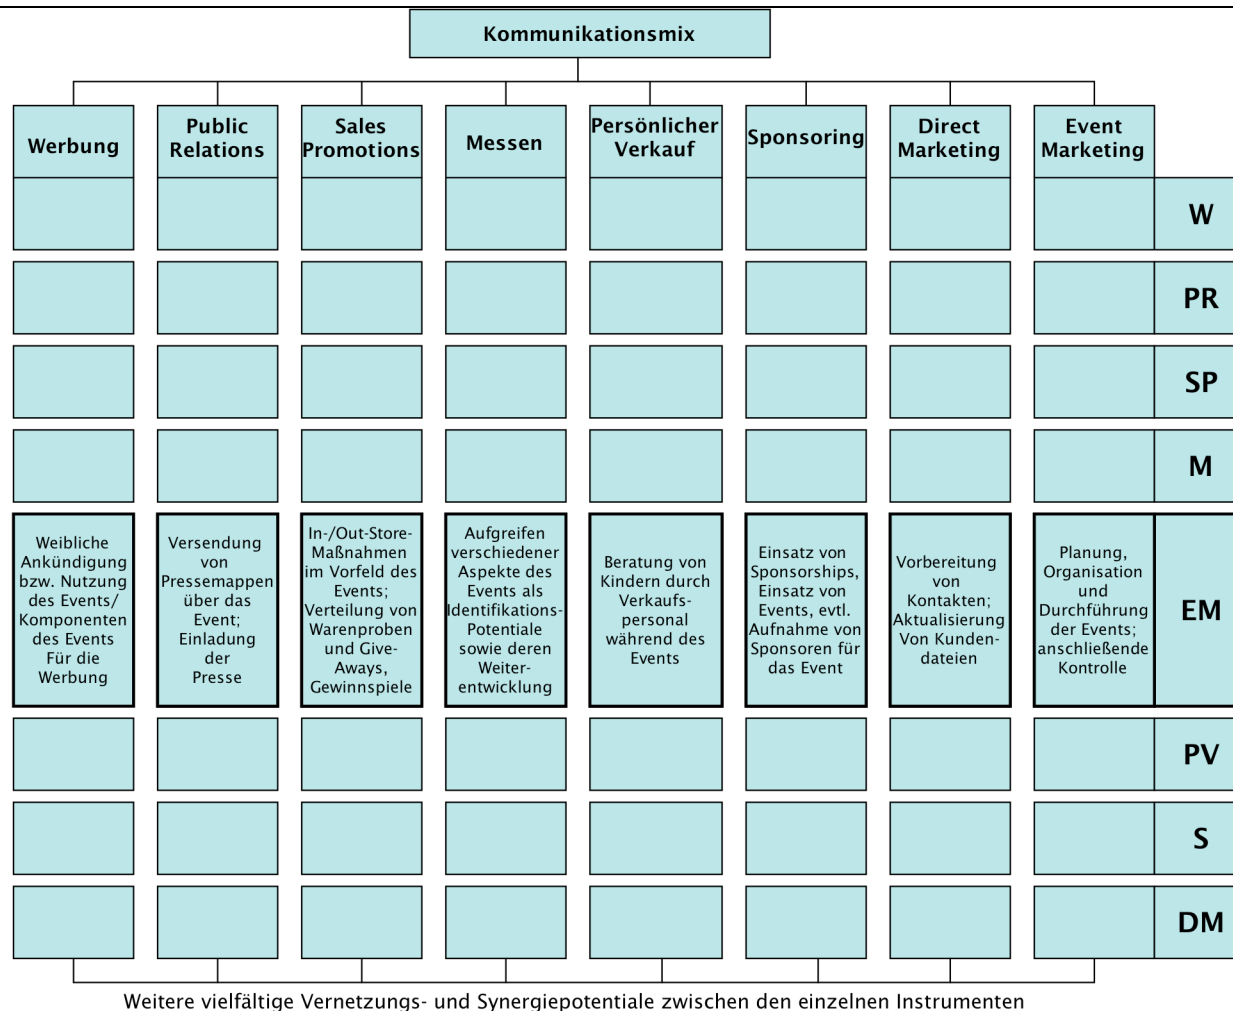 Kommunikationsmix
Werbung
Public
Relations
Sales
Promotions
Messen
Persönlicher
Verkauf
Sponsoring
Direct
Marketing
Event
Marketing
W
PR
SP
M
Weibliche
Ankündigung
bzw. Nutzung
des Events/
Komponenten
des Events
Für die
Werbung
Versendung
von
Pressemappen
über das
Event;
Einladung
der
Presse
In-/Out-Store-
Maßnahmen
im Vorfeld des
Events;
Verteilung von
Warenproben
und Give-
Aways,
Gewinnspiele
Aufgreifen
verschiedener
Aspekte des
Events als
Identifikations-
Potentiale
sowie deren
Weiter-
entwicklung
Beratung von
Kindern durch
Verkaufs-
personal
während des
Events
Einsatz von
Sponsorships,
Einsatz von
Events, evtl.
Aufnahme von
Sponsoren für
das Event
Vorbereitung
von
Kontakten;
Aktualisierung
Von Kunden-
dateien
Planung,
Organisation
und
Durchführung
der Events;
anschließende
Kontrolle
EM
PV
S
DM
Weitere vielfältige Vernetzungs- und Synergiepotentiale zwischen den einzelnen Instrumenten